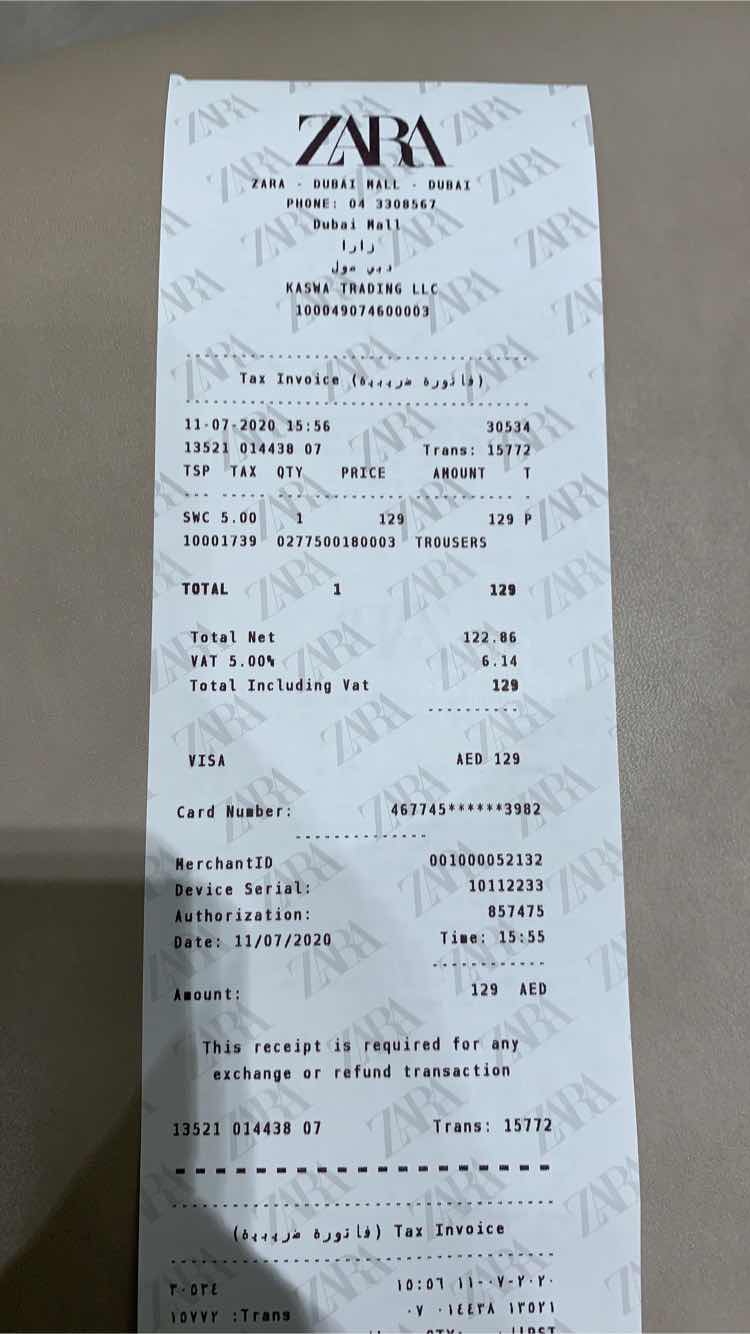 ZARA
ZARA - DUBAI MALL - DUBAI
PHONE: 04 3308567
Dubai Mall
زارا
دبي مول
KASWA TRADING LLC
100049074600003
Tax Invoice (فاتورة ضريبية)
11-07-2020 15:56 30534
13521 014438 07 Trans: 15772
TSP TAX QTY PRICE AMOUNT T
SWC 5.00 1 129 129 P
10001739 0277500180003 TROUSERS
TOTAL 1 129
Total Net 122.86
VAT 5.00% 6.14
Total Including Vat 129
VISA AED 129
Card Number: 467745******3982
MerchantID 001000052132
Device Serial: 10112233
Authorization: 857475
Date: 11/07/2020 Time: 15:55
Amount: 129 AED
This receipt is required for any
exchange or refund transaction
13521 014438 07 Trans: 15772
(فاتورة ضريبية) Tax Invoice
٣٠٥٣٤ ١٥:٥٦ ١١-٠٧-٢٠٢٠
١٥٧٧٢ :Trans ٠٧ ٠١٤٤٣٨ ١٣٥٢١